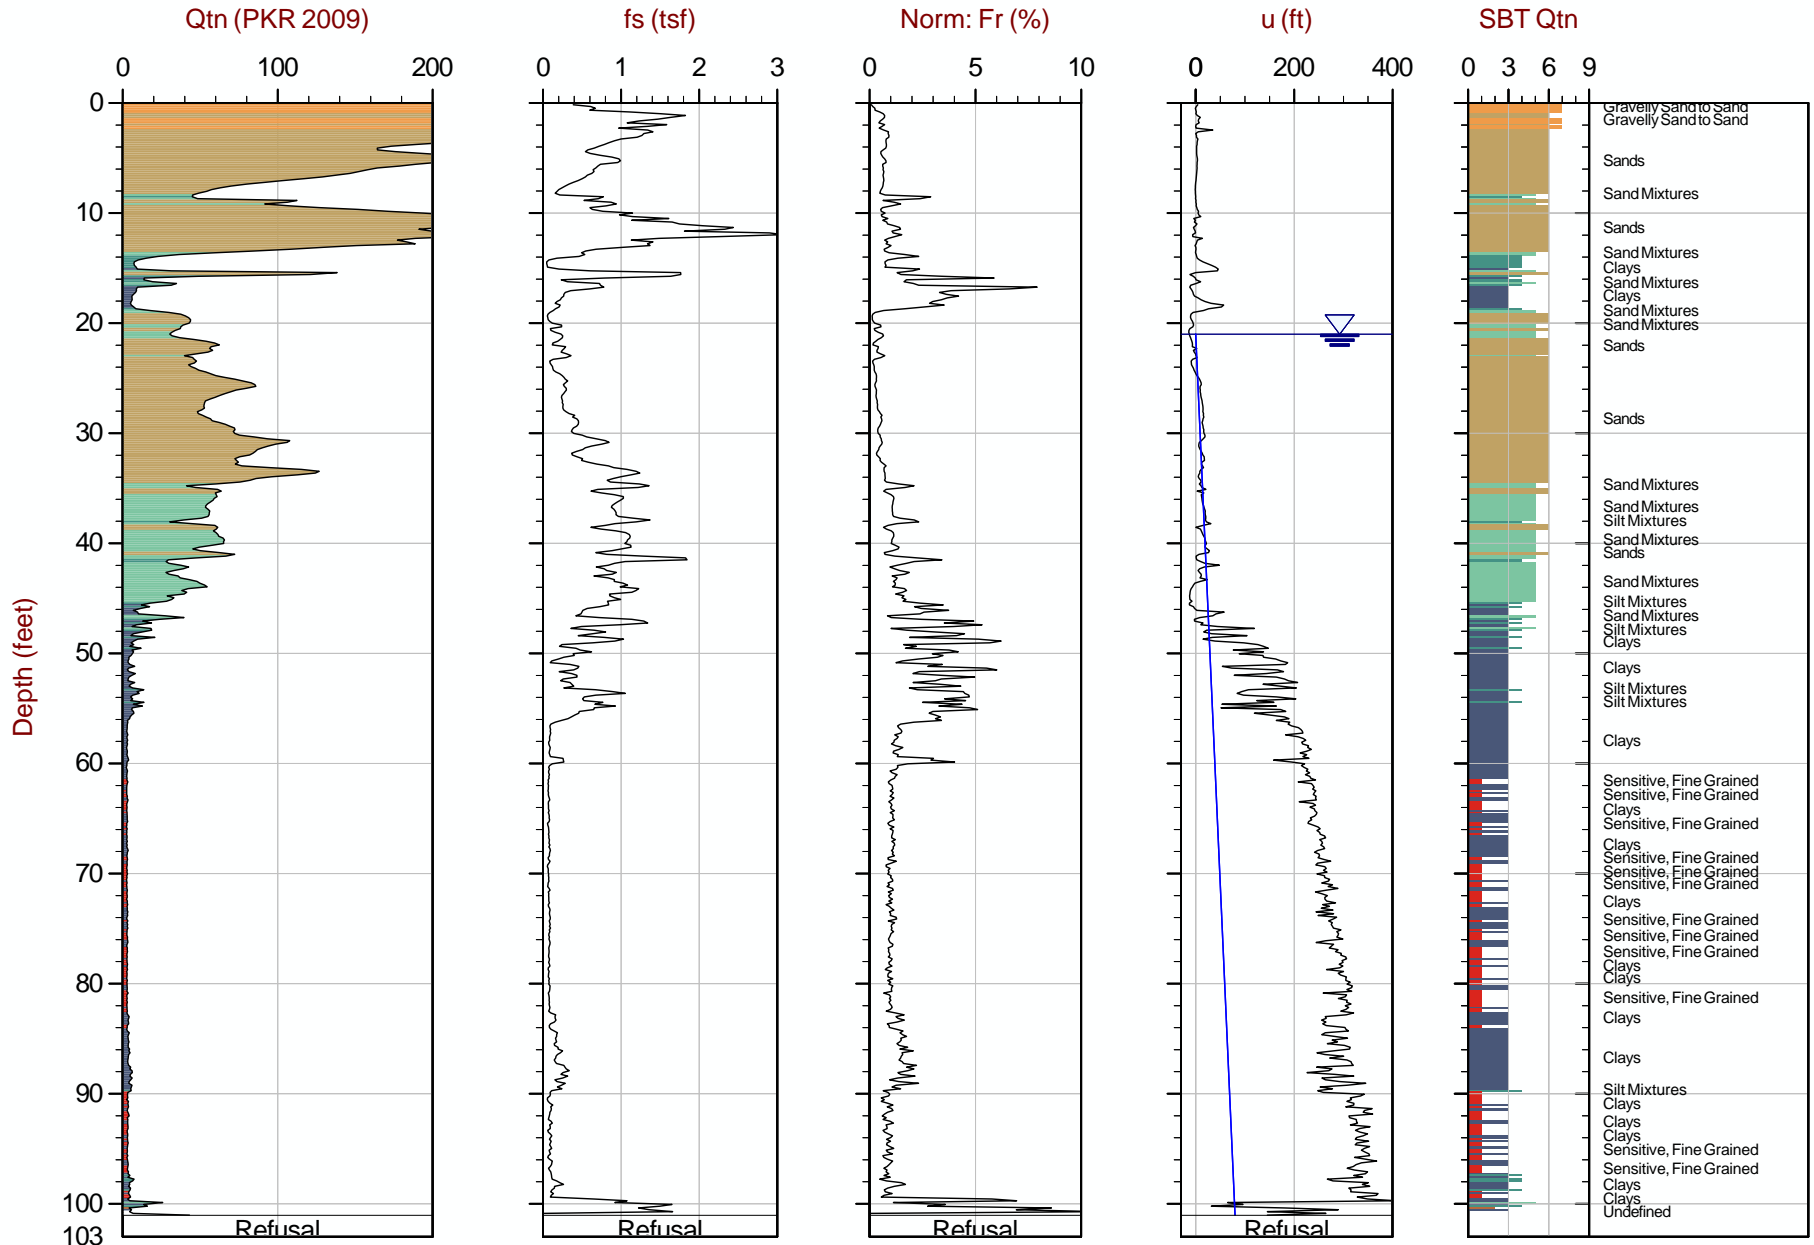 Qtn (PKR 2009) fs (tsf) Norm: Fr (%) u (ft) SBT Qtn
0 100 200 0 1 2 3 0 5 10 0 200 400 0 3 6 9
Depth (feet)
0
10
20
30
40
50
60
70
80
90
100
103
Gravelly Sand to Sand
Gravelly Sand to Sand
Sands
Sand Mixtures
Sands
Sand Mixtures
Clays
Sand Mixtures
Clays
Sand Mixtures
Sand Mixtures
Sands
Sands
Sand Mixtures
Sand Mixtures
Silt Mixtures
Sand Mixtures
Sands
Sand Mixtures
Silt Mixtures
Sand Mixtures
Silt Mixtures
Clays
Clays
Silt Mixtures
Silt Mixtures
Clays
Sensitive, Fine Grained
Sensitive, Fine Grained
Clays
Sensitive, Fine Grained
Clays
Sensitive, Fine Grained
Sensitive, Fine Grained
Sensitive, Fine Grained
Clays
Sensitive, Fine Grained
Sensitive, Fine Grained
Sensitive, Fine Grained
Clays
Clays
Sensitive, Fine Grained
Clays
Clays
Silt Mixtures
Clays
Clays
Clays
Sensitive, Fine Grained
Sensitive, Fine Grained
Clays
Clays
Undefined
Refusal Refusal Refusal Refusal